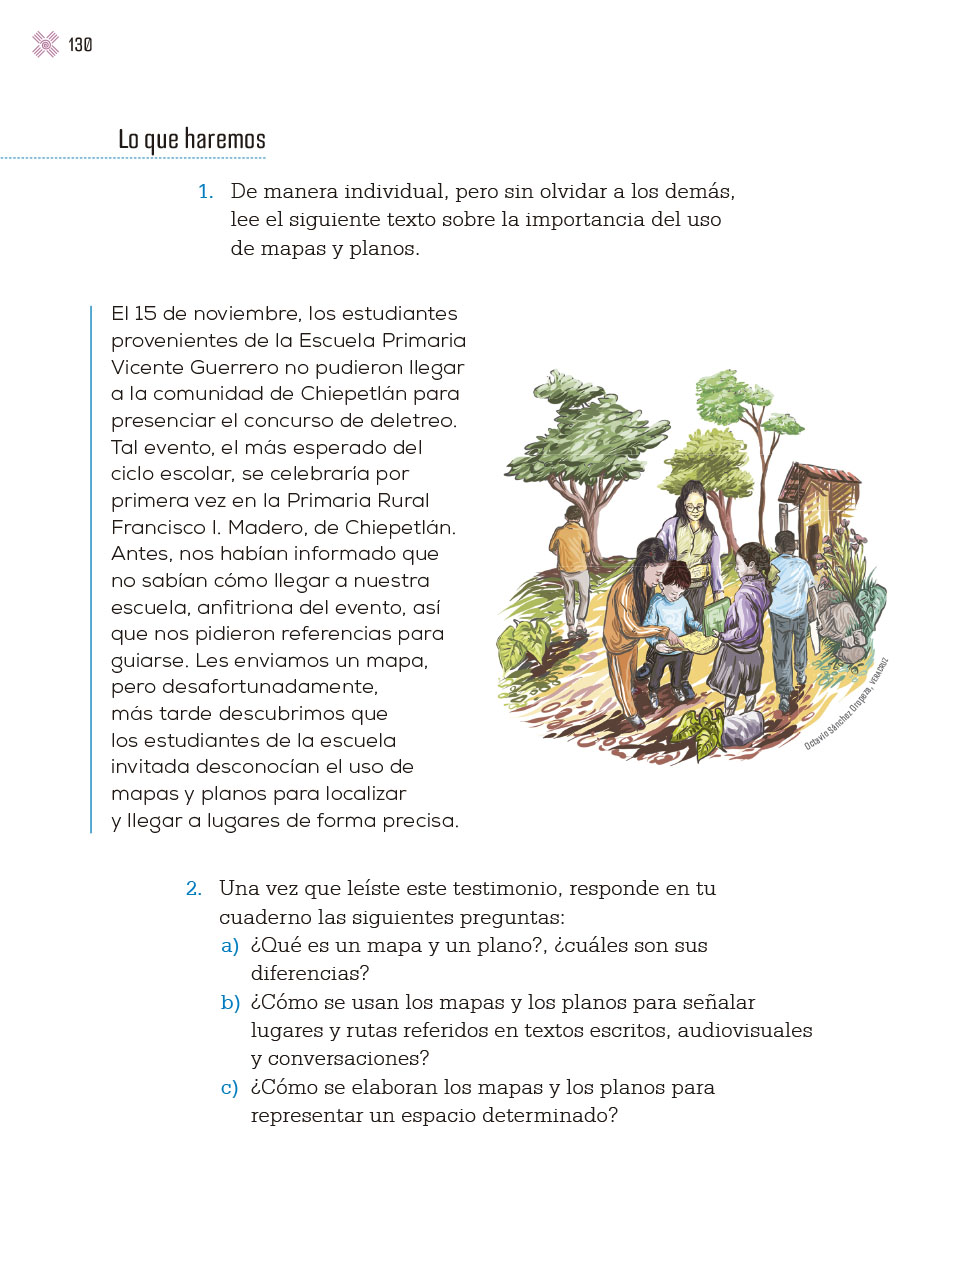 130
Lo que haremos
1. De manera individual, pero sin olvidar a los demás,
lee el siguiente texto sobre la importancia del uso
de mapas y planos.
El 15 de noviembre, los estudiantes
provenientes de la Escuela Primaria
Vicente Guerrero no pudieron llegar
a la comunidad de Chiepetlán para
presenciar el concurso de deletreo.
Tal evento, el más esperado del
ciclo escolar, se celebraría por
primera vez en la Primaria Rural
Francisco I. Madero, de Chiepetlán.
Antes, nos habían informado que
no sabían cómo llegar a nuestra
escuela, anfitriona del evento, así
que nos pidieron referencias para
guiarse. Les enviamos un mapa,
pero desafortunadamente,
más tarde descubrimos que
los estudiantes de la escuela
invitada desconocían el uso de
mapas y planos para localizar
y llegar a lugares de forma precisa.
Octavio Sánchez Oropeza, VERACRUZ
2. Una vez que leíste este testimonio, responde en tu
cuaderno las siguientes preguntas:
a) ¿Qué es un mapa y un plano?, ¿cuáles son sus
diferencias?
b) ¿Cómo se usan los mapas y los planos para señalar
lugares y rutas referidos en textos escritos, audiovisuales
y conversaciones?
c) ¿Cómo se elaboran los mapas y los planos para
representar un espacio determinado?